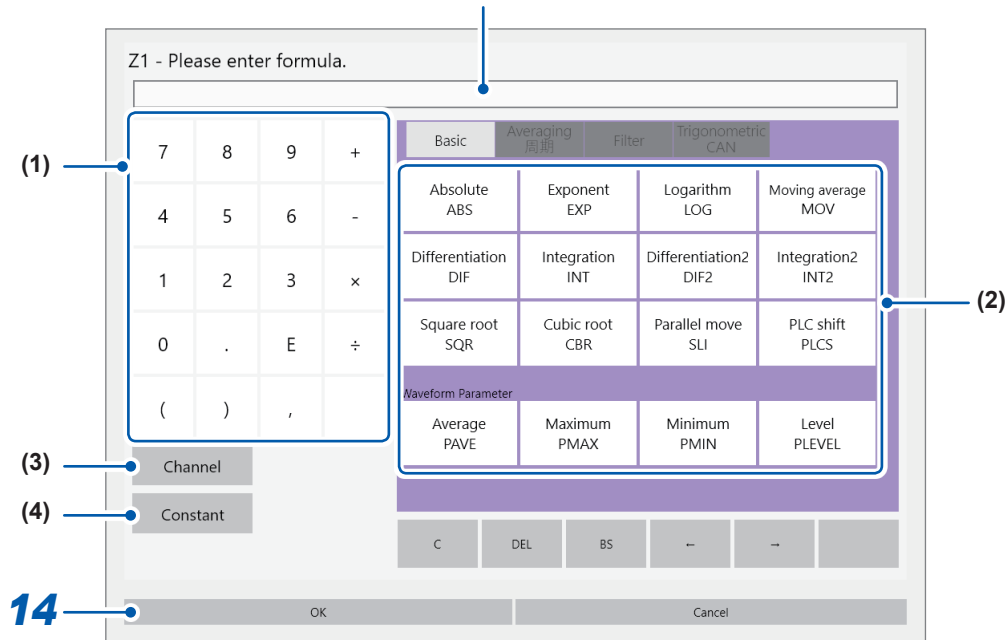 Z1 - Please enter formula.
(1)
7 8 9 +
4 5 6 -
1 2 3 ×
0 . E ÷
( ) ,
Basic
Averaging
周期
Filter
Trigonometric
CAN
Absolute
ABS
Exponent
EXP
Logarithm
LOG
Moving average
MOV
Differentiation
DIF
Integration
INT
Differentiation2
DIF2
Integration2
INT2
Square root
SQR
Cubic root
CBR
Parallel move
SLI
PLC shift
PLCS
Waveform Parameter
Average
PAVE
Maximum
PMAX
Minimum
PMIN
Level
PLEVEL
(2)
(3)
Channel
(4)
Constant
C DEL BS ← →
14
OK Cancel